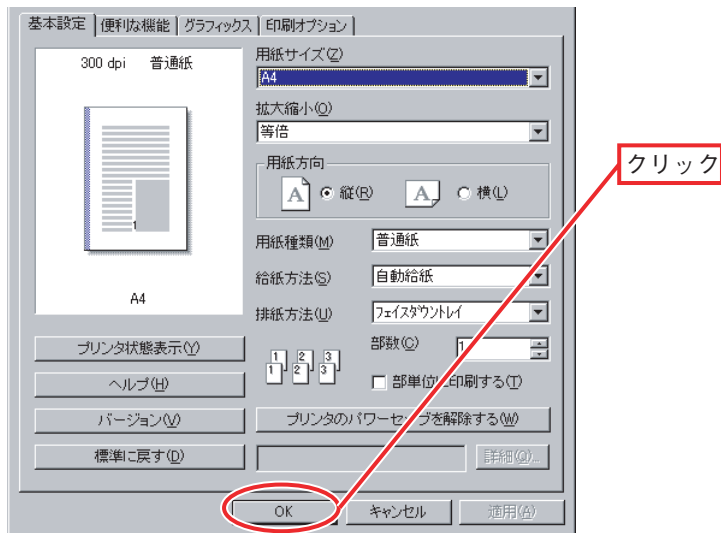 基本設定 便利な機能 グラフィックス 印刷オプション
300 dpi 普通紙
A4
用紙サイズ(Z)
A4
拡大縮小(O)
等倍
用紙方向
A 縦(R) A 横(L)
用紙種類(M) 普通紙
給紙方法(S) 自動給紙
排紙方法(U) フェイスダウントレイ
1 1 2 2 3 3
部数(C) 1
部単位に印刷する(T)
プリンタ状態表示(Y)
ヘルプ(H)
バージョン(V)
標準に戻す(D)
プリンタのパワーセーブを解除する(W)
詳細(Q)...
OK キャンセル 適用(A)
クリック